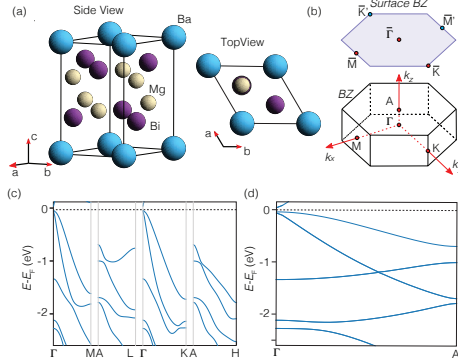 (a)
Side View
Ba
Mg
Bi
c
a
b
TopView
a
b
(b)
Surface BZ
K̅'
M̅'
Γ̅
M̅
K̅
BZ
k_z
A
Γ
M
K
k_x
k
(c)
E-E_F (eV)
0
-1
-2
Γ
M A
L
Γ
K A
H
(d)
E-E_F (eV)
0
-1
-2
Γ
A